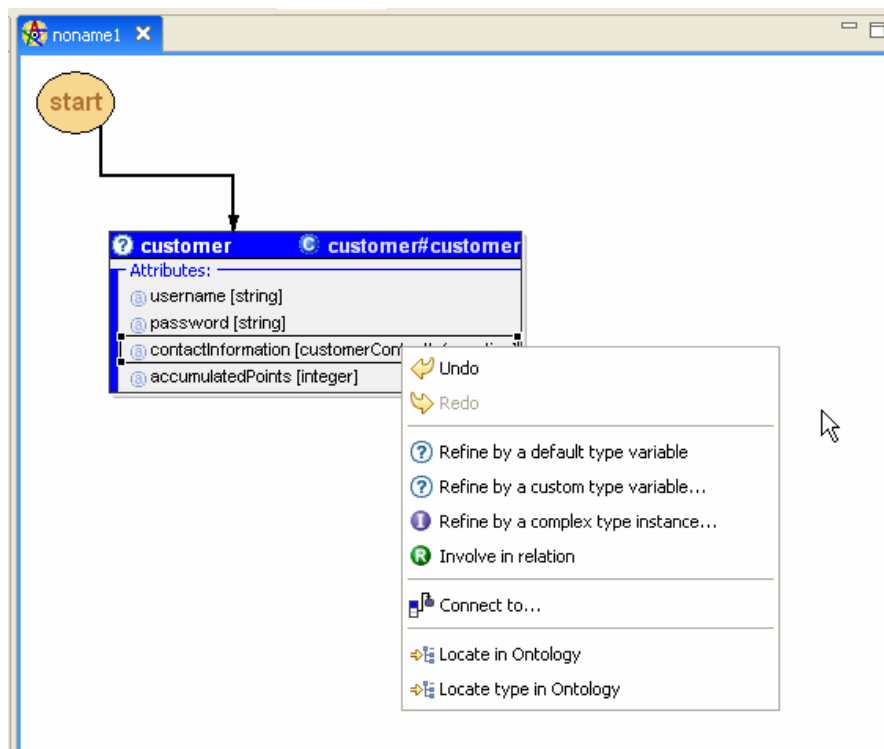 noname1
start
customer customer#customer
Attributes:
username [string]
password [string]
contactInformation [customerCont
accumulatedPoints [integer]
Undo
Redo
Refine by a default type variable
Refine by a custom type variable...
Refine by a complex type instance...
Involve in relation
Connect to...
Locate in Ontology
Locate type in Ontology